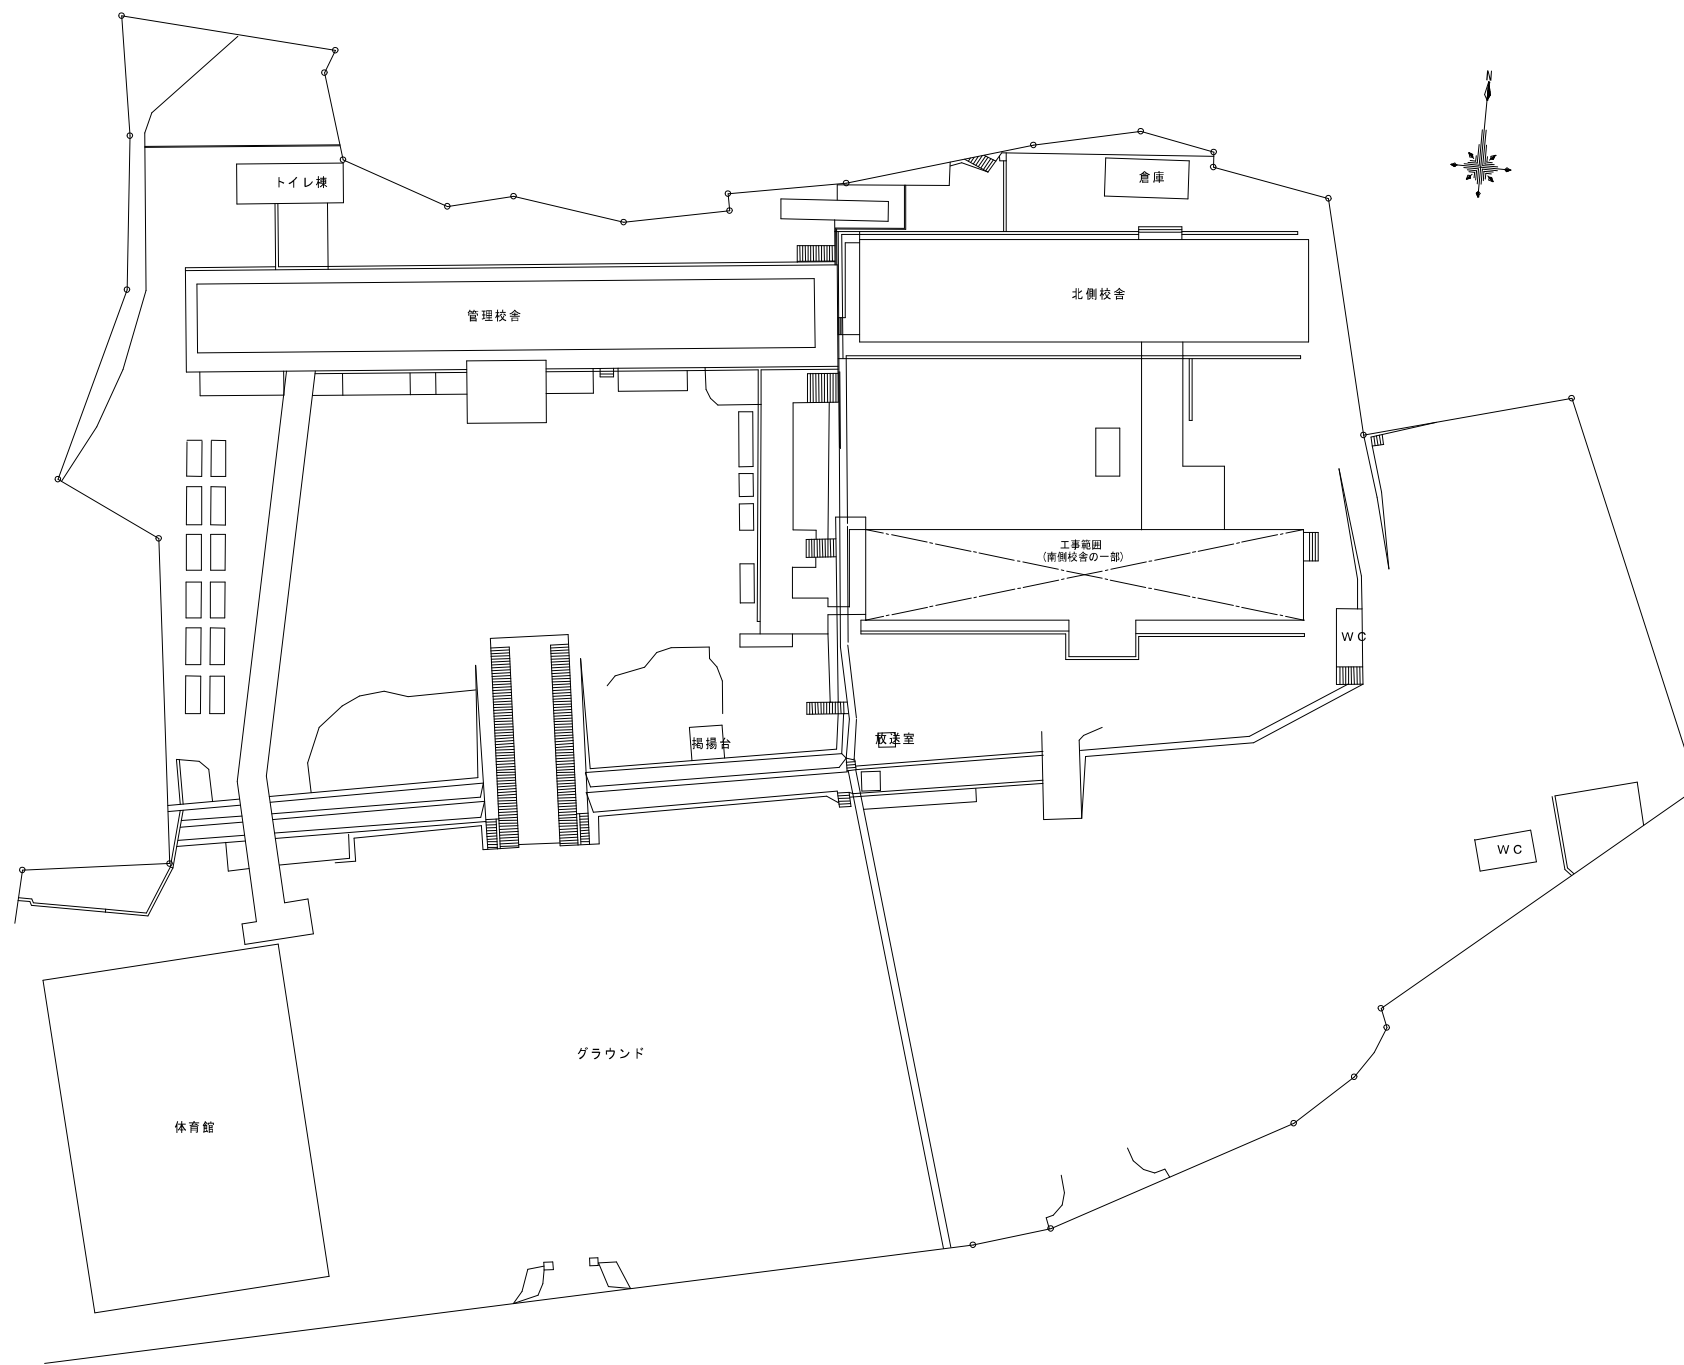 N
トイレ棟
倉庫
北側校舎
管理校舎
工事範囲
(南側校舎の一部)
WC
掲揚台
放送室
WC
グラウンド
体育館